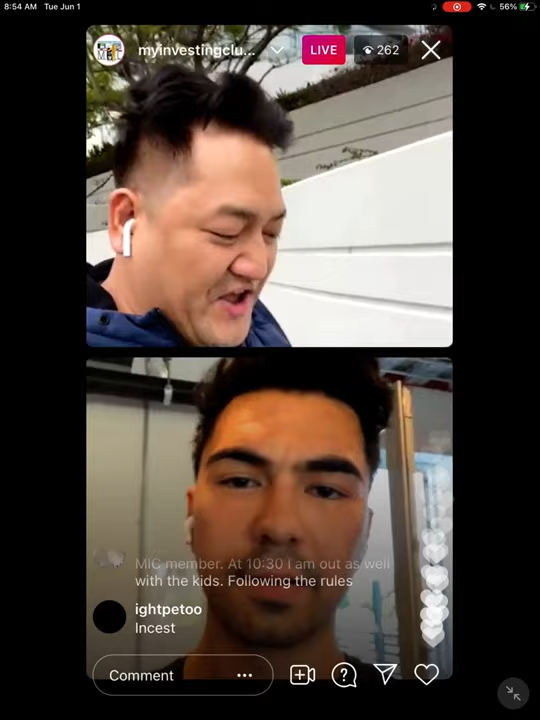 8:54 AM Tue Jun 1
56%
myinvestingclu...
LIVE
262
MIC member. At 10:30 I am out as well
with the kids. Following the rules
ightpetoo
Incest
Comment